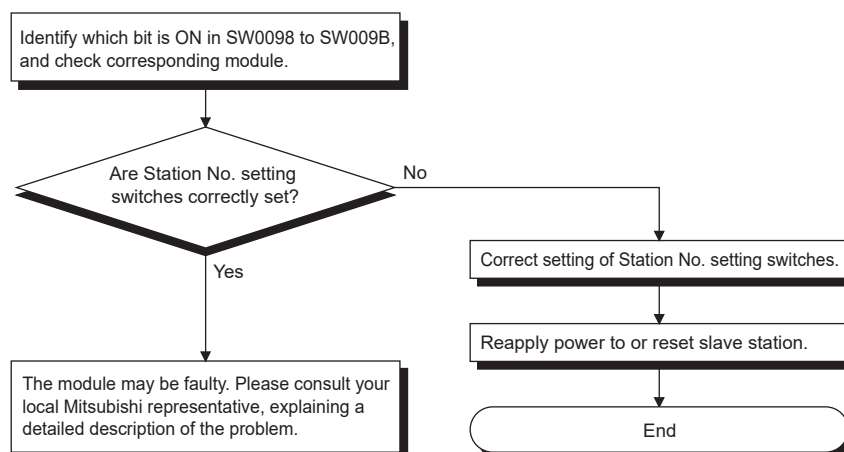 Identify which bit is ON in SW0098 to SW009B,
and check corresponding module.
Are Station No. setting
switches correctly set?
No
Yes
Correct setting of Station No. setting switches.
Reapply power to or reset slave station.
The module may be faulty. Please consult your
local Mitsubishi representative, explaining a
detailed description of the problem.
End